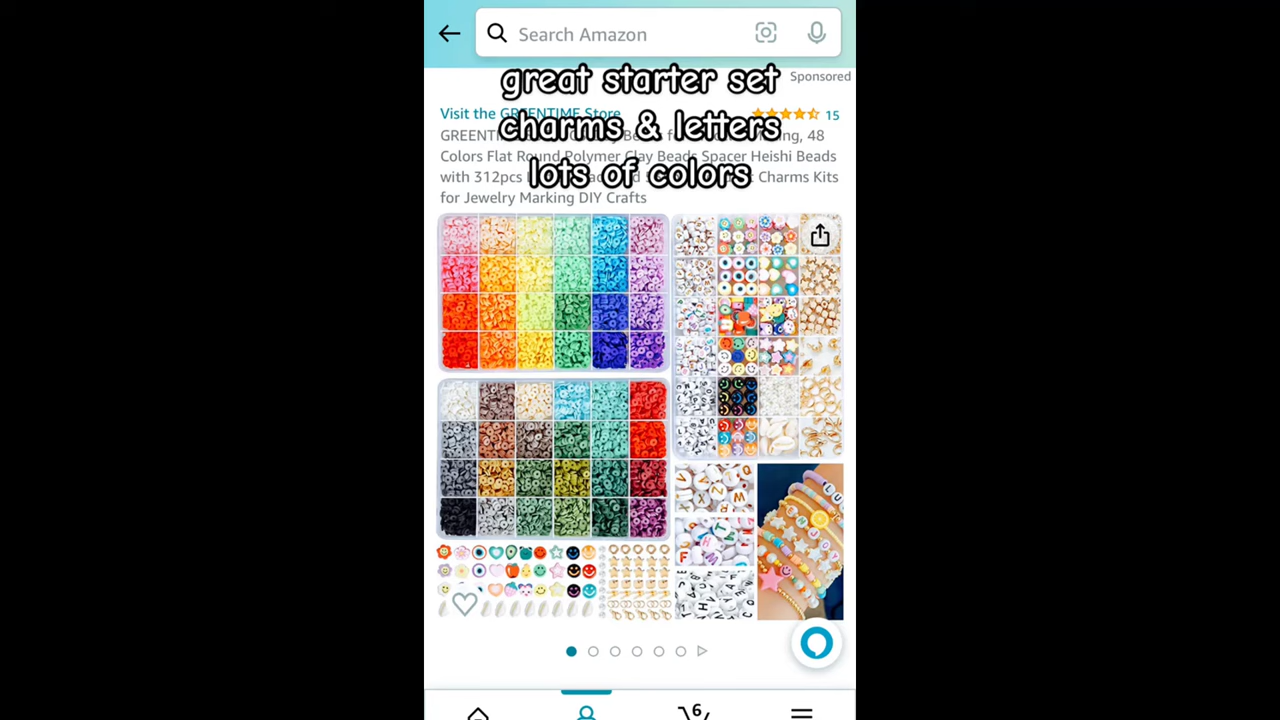 Search Amazon
great starter set
Sponsored
Visit the GREENTIME Store
15
charms & letters
GREENTI
48
Colors Flat Round Polymer Clay Beads Spacer Heishi Beads
lots of colors
with 312pcs
Charms Kits
for Jewelry Marking DIY Crafts
6